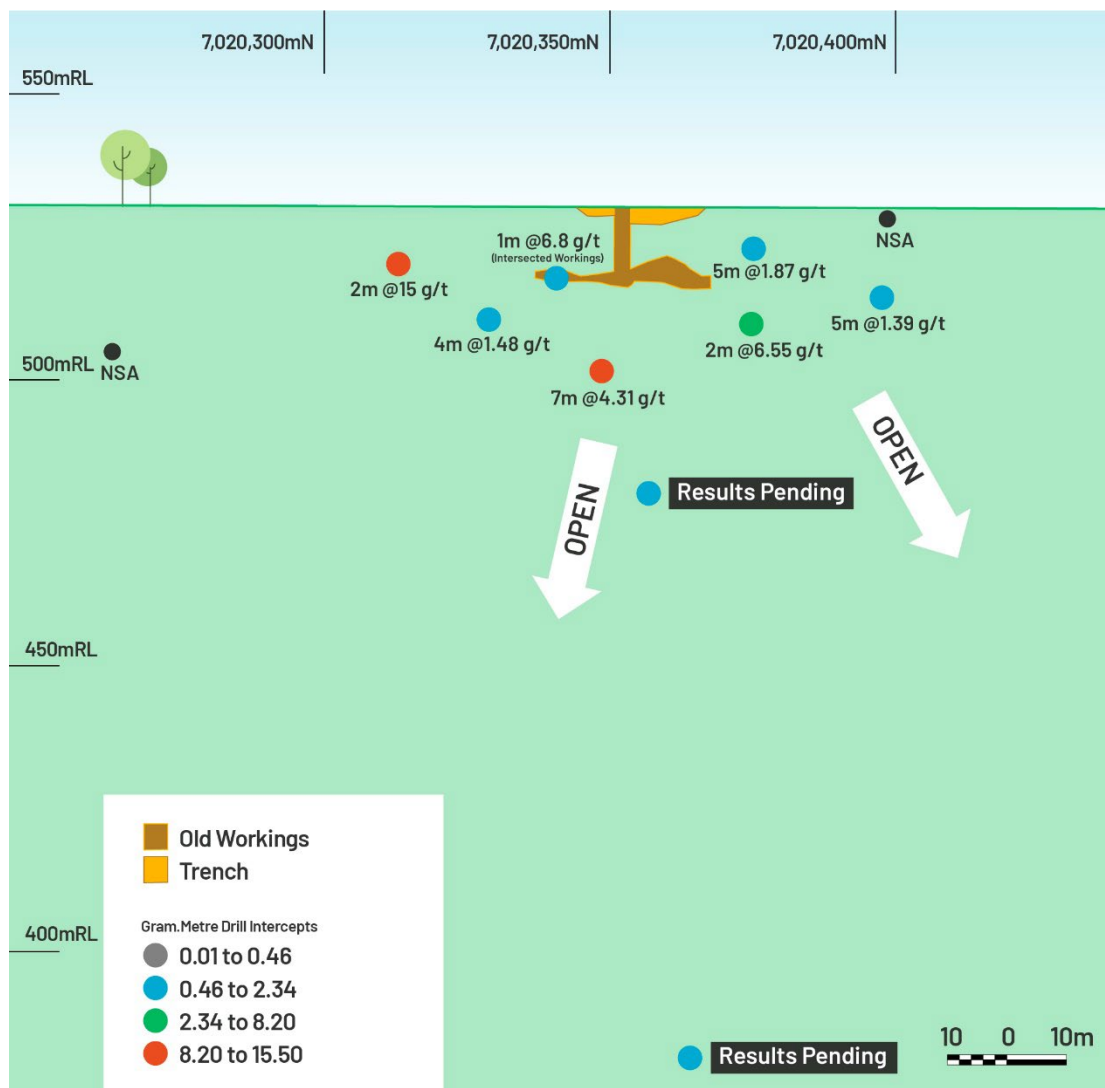 7,020,300mN
7,020,350mN
7,020,400mN
550mRL
1m @6.8 g/t
(Intersected Workings)
NSA
5m @1.87 g/t
2m @15 g/t
5m @1.39 g/t
4m @1.48 g/t
2m @6.55 g/t
500mRL
NSA
7m @4.31 g/t
OPEN
OPEN
Results Pending
450mRL
Old Workings
Trench
Gram.Metre Drill Intercepts
400mRL
0.01 to 0.46
0.46 to 2.34
2.34 to 8.20
8.20 to 15.50
10 0 10m
Results Pending